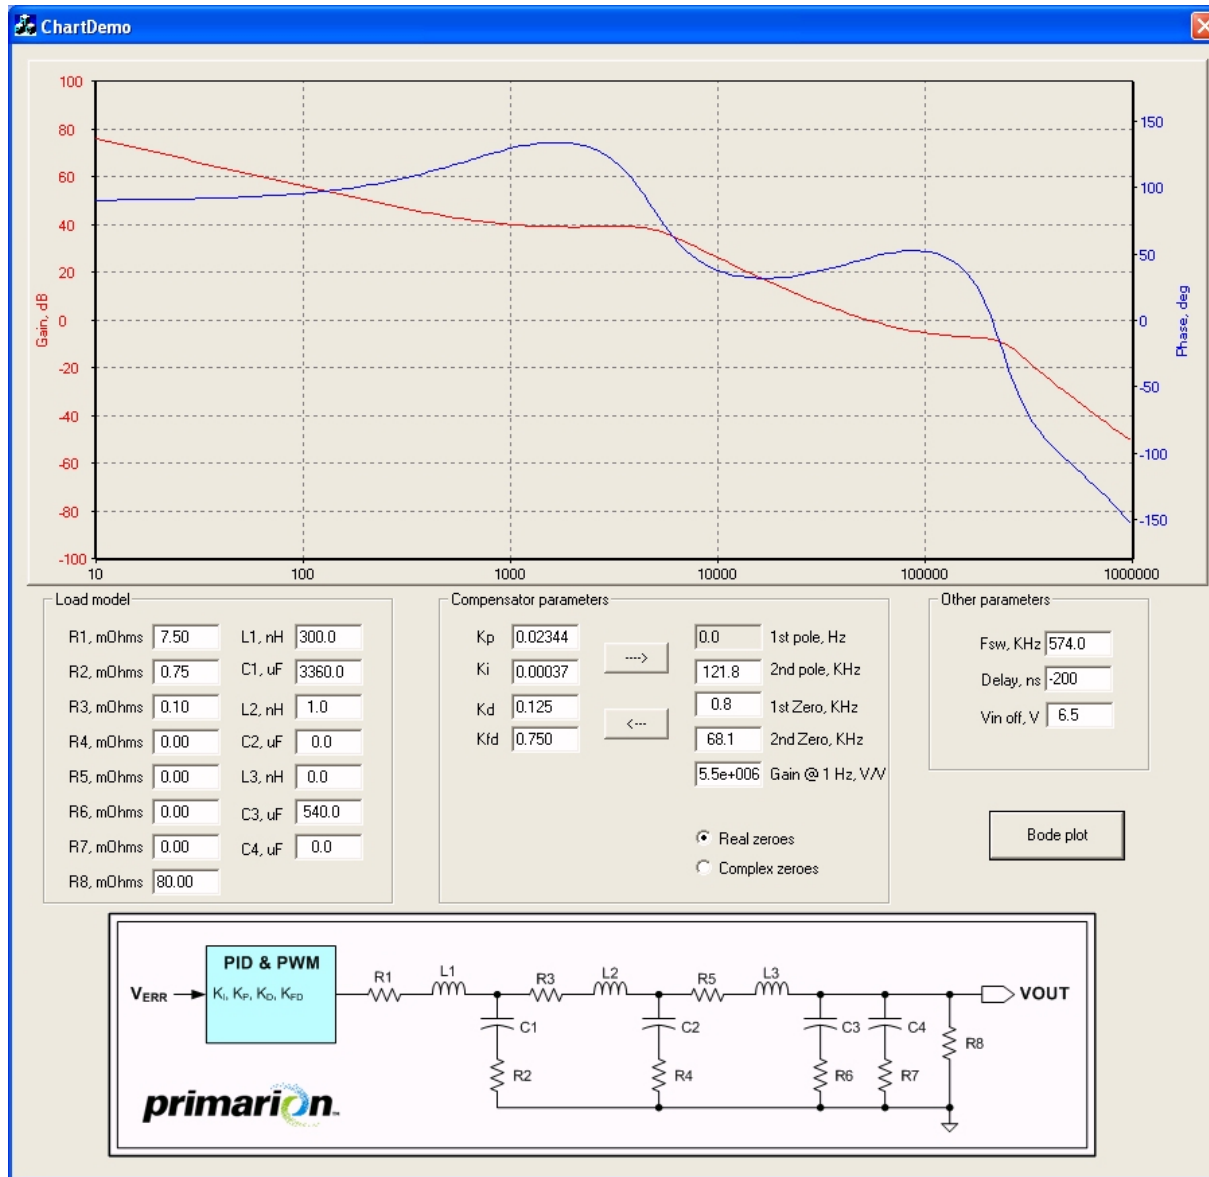 ChartDemo
100
80
60
40
20
0
-20
-40
-60
-80
-100
Gain, dB
150
100
50
0
-50
-100
-150
Phase, deg
10 100 1000 10000 100000 1000000
Load model
R1, mOhms 7.50 L1, nH 300.0
R2, mOhms 0.75 C1, uF 3360.0
R3, mOhms 0.10 L2, nH 1.0
R4, mOhms 0.00 C2, uF 0.0
R5, mOhms 0.00 L3, nH 0.0
R6, mOhms 0.00 C3, uF 540.0
R7, mOhms 0.00 C4, uF 0.0
R8, mOhms 80.00
Compensator parameters
Kp 0.02344 ----> 0.0 1st pole, Hz
Ki 0.00037 121.8 2nd pole, KHz
Kd 0.125 <--- 0.8 1st Zero, KHz
Kfd 0.750 68.1 2nd Zero, KHz
5.5e+006 Gain @ 1 Hz, V/V
Real zeroes
Complex zeroes
Other parameters
Fsw, KHz 574.0
Delay, ns -200
Vin off, V 6.5
Bode plot
PID & PWM
KI, KP, KD, KFD
VERR
R1 L1 R3 L2 R5 L3
VOUT
C1 C2 C3 C4
R8
R2 R4 R6 R7
primarion™